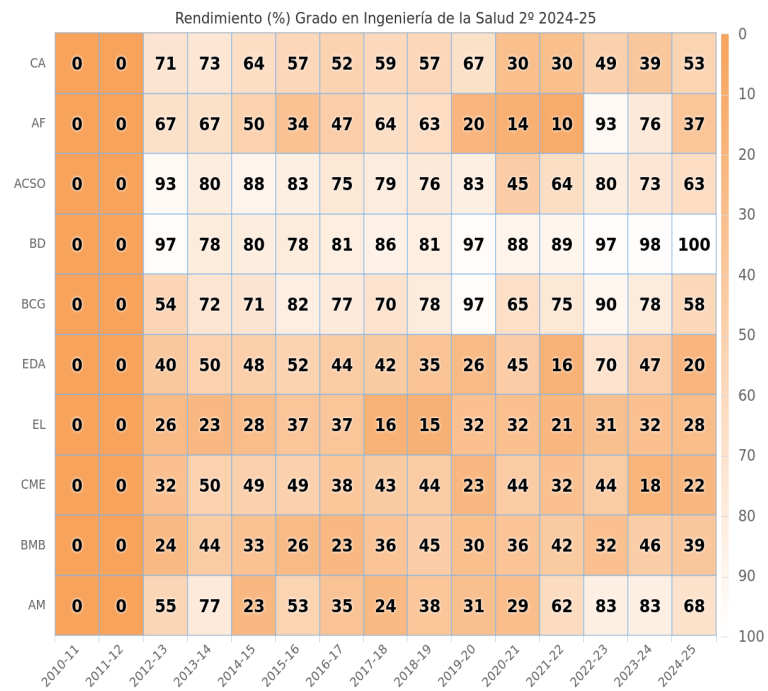 Rendimiento (%) Grado en Ingeniería de la Salud 2º 2024-25
CA 0 0 71 73 64 57 52 59 57 67 30 30 49 39 53
AF 0 0 67 67 50 34 47 64 63 20 14 10 93 76 37
ACSO 0 0 93 80 88 83 75 79 76 83 45 64 80 73 63
BD 0 0 97 78 80 78 81 86 81 97 88 89 97 98 100
BCG 0 0 54 72 71 82 77 70 78 97 65 75 90 78 58
EDA 0 0 40 50 48 52 44 42 35 26 45 16 70 47 20
EL 0 0 26 23 28 37 37 16 15 32 32 21 31 32 28
CME 0 0 32 50 49 49 38 43 44 23 44 32 44 18 22
BMB 0 0 24 44 33 26 23 36 45 30 36 42 32 46 39
AM 0 0 55 77 23 53 35 24 38 31 29 62 83 83 68
2010-11 2011-12 2012-13 2013-14 2014-15 2015-16 2016-17 2017-18 2018-19 2019-20 2020-21 2021-22 2022-23 2023-24 2024-25
0
10
20
30
40
50
60
70
80
90
100